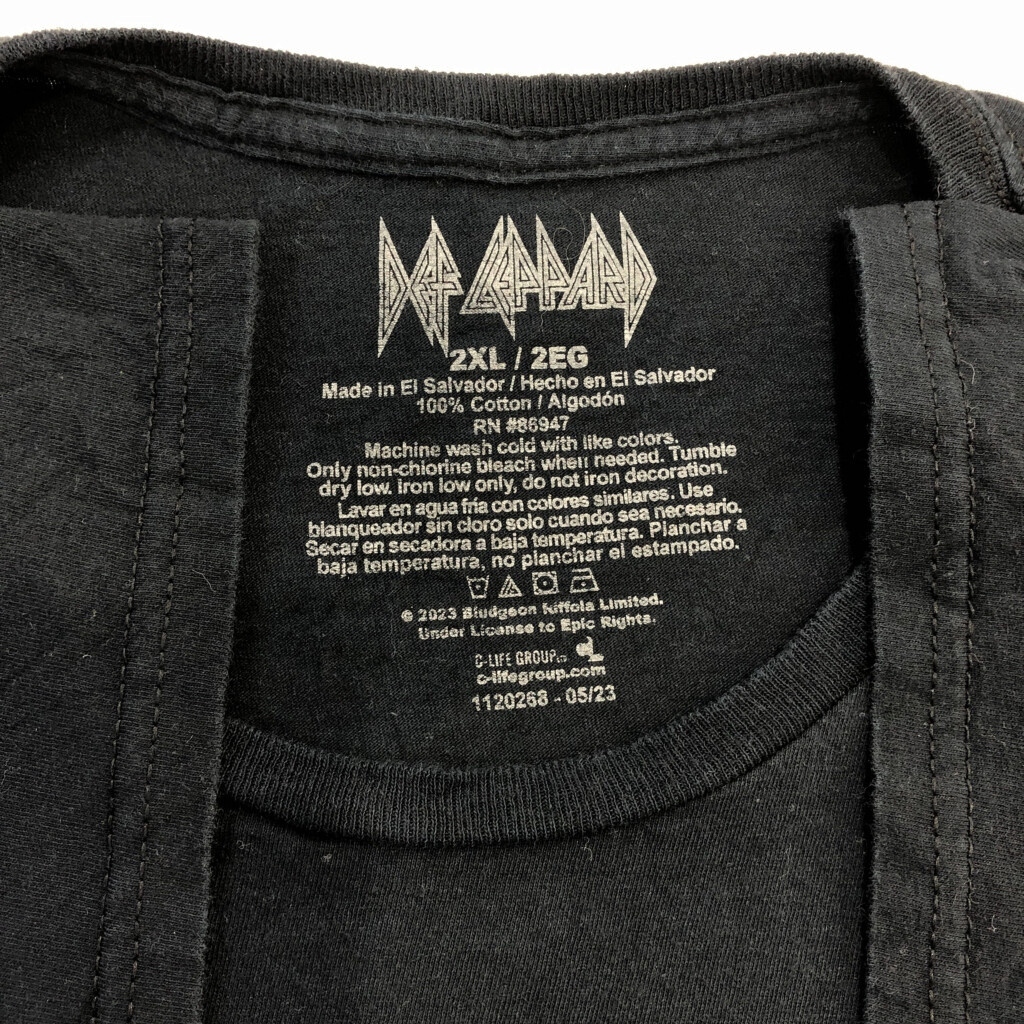 DEF LEPPARD
2XL / 2EG
Made in El Salvador / Hecho en El Salvador
100% Cotton / Algodón
RN #86947
Machine wash cold with like colors.
Only non-chlorine bleach when needed. Tumble
dry low. Iron low only, do not iron decoration.
Lavar en agua fría con colores similares. Use
blanqueador sin cloro solo cuando sea necesario.
Secar en secadora a baja temperatura. Planchar a
baja temperatura, no planchar el estampado.
© 2023 Bludgeon Riffola Limited.
Under License to Epic Rights.
C-LIFE GROUP
c-lifegroup.com
1120268 - 05/23